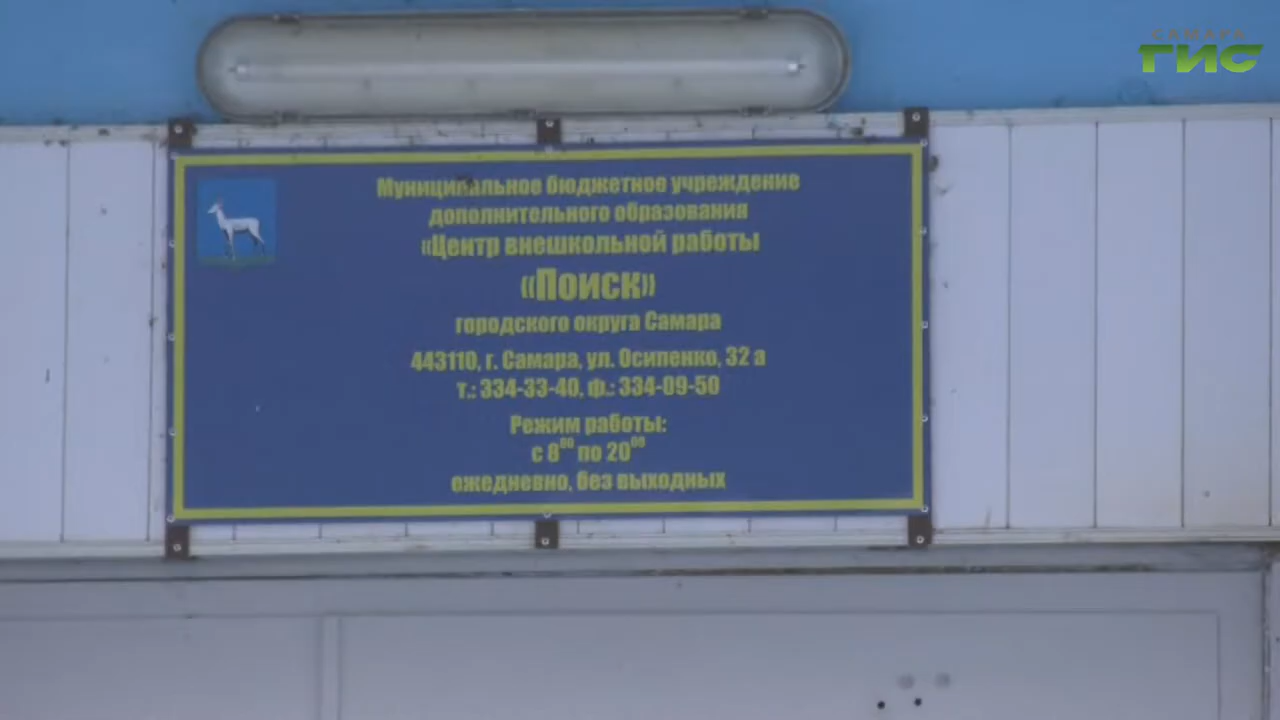 САМАРА
ГИС
Муниципальное бюджетное учреждение
дополнительного образования
«Центр внешкольной работы
«Поиск»
городского округа Самара
443110, г. Самара, ул. Осипенко, 32 а
т.: 334-33-40, ф.: 334-09-50
Режим работы:
с 8⁰⁰ по 20⁰⁰
ежедневно, без выходных